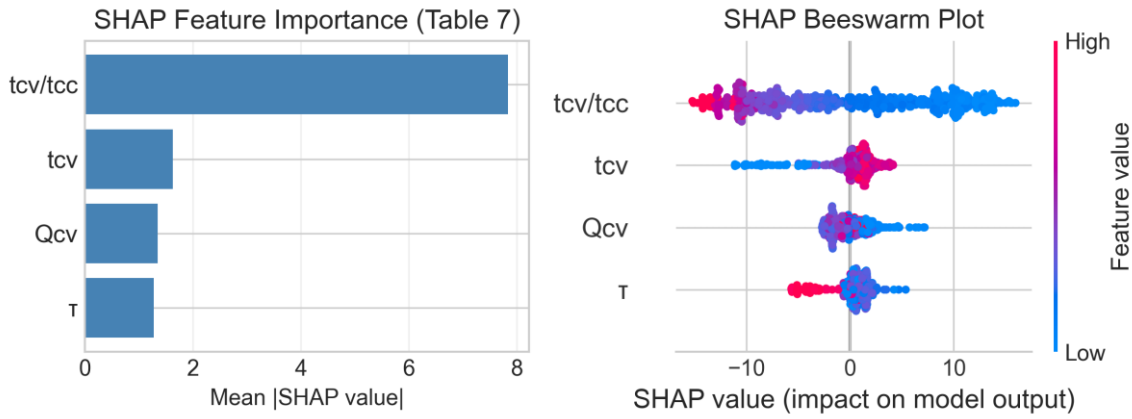 SHAP Feature Importance (Table 7)
tcv/tcc
tcv
Qcv
τ
0 2 4 6 8
Mean |SHAP value|
SHAP Beeswarm Plot
High
tcv/tcc
tcv
Qcv
τ
Low
−10 0 10
SHAP value (impact on model output)
Feature value